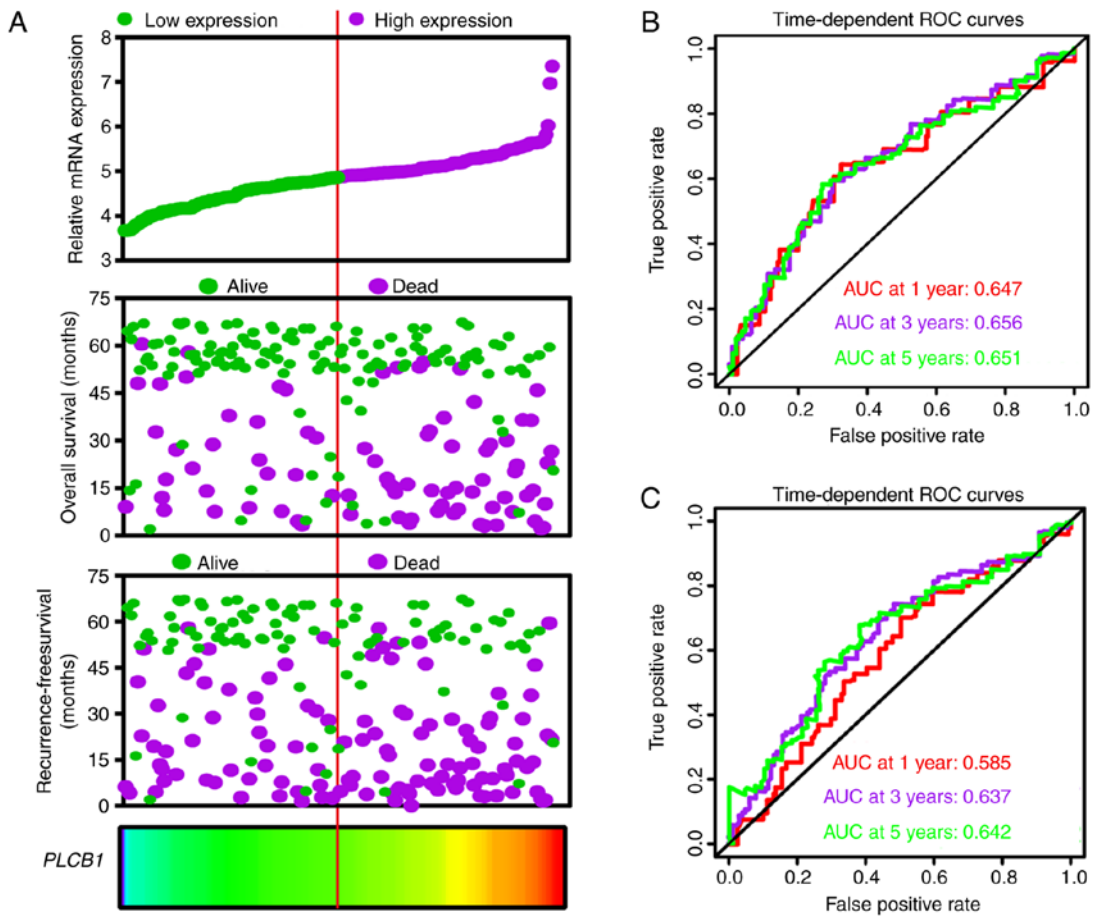 A
Low expression
High expression
Relative mRNA expression
8
7
6
5
4
3
Alive
Dead
Overall survival (months)
75
60
45
30
15
0
Alive
Dead
Recurrence-freesurvival
(months)
75
60
45
30
15
0
PLCB1
B
Time-dependent ROC curves
True positive rate
1.0
0.8
0.6
0.4
0.2
0.0
AUC at 1 year: 0.647
AUC at 3 years: 0.656
AUC at 5 years: 0.651
0.0 0.2 0.4 0.6 0.8 1.0
False positive rate
C
Time-dependent ROC curves
True positive rate
1.0
0.8
0.6
0.4
0.2
0.0
AUC at 1 year: 0.585
AUC at 3 years: 0.637
AUC at 5 years: 0.642
0.0 0.2 0.4 0.6 0.8 1.0
False positive rate